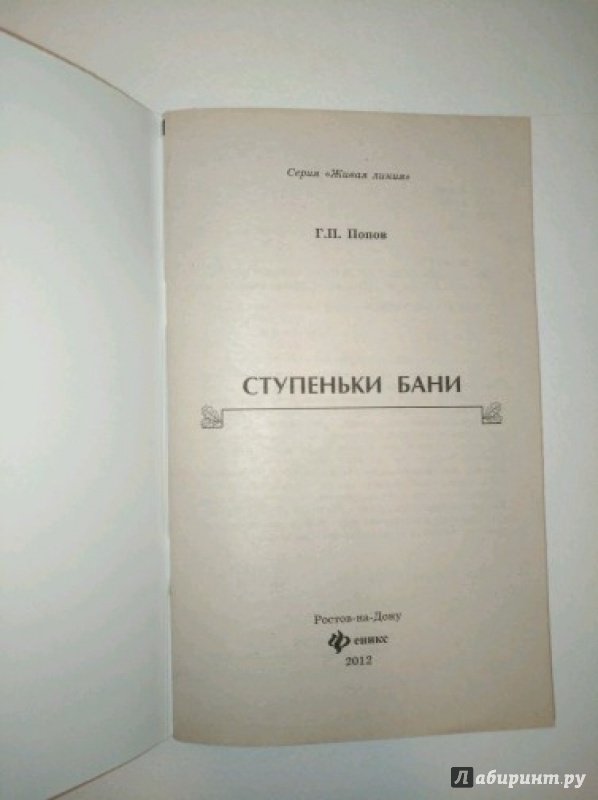 Серия «Живая линия»
Г.П. Попов
СТУПЕНЬКИ БАНИ
Ростов-на-Дону
Феникс
2012
Лабиринт.ру